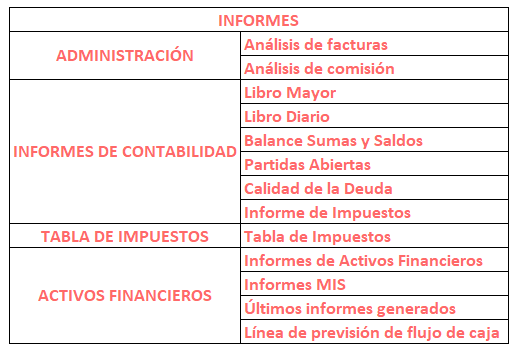 INFORMES
ADMINISTRACIÓN
Análisis de facturas
Análisis de comisión
INFORMES DE CONTABILIDAD
Libro Mayor
Libro Diario
Balance Sumas y Saldos
Partidas Abiertas
Calidad de la Deuda
Informe de Impuestos
TABLA DE IMPUESTOS
Tabla de Impuestos
ACTIVOS FINANCIEROS
Informes de Activos Financieros
Informes MIS
Últimos informes generados
Línea de previsión de flujo de caja